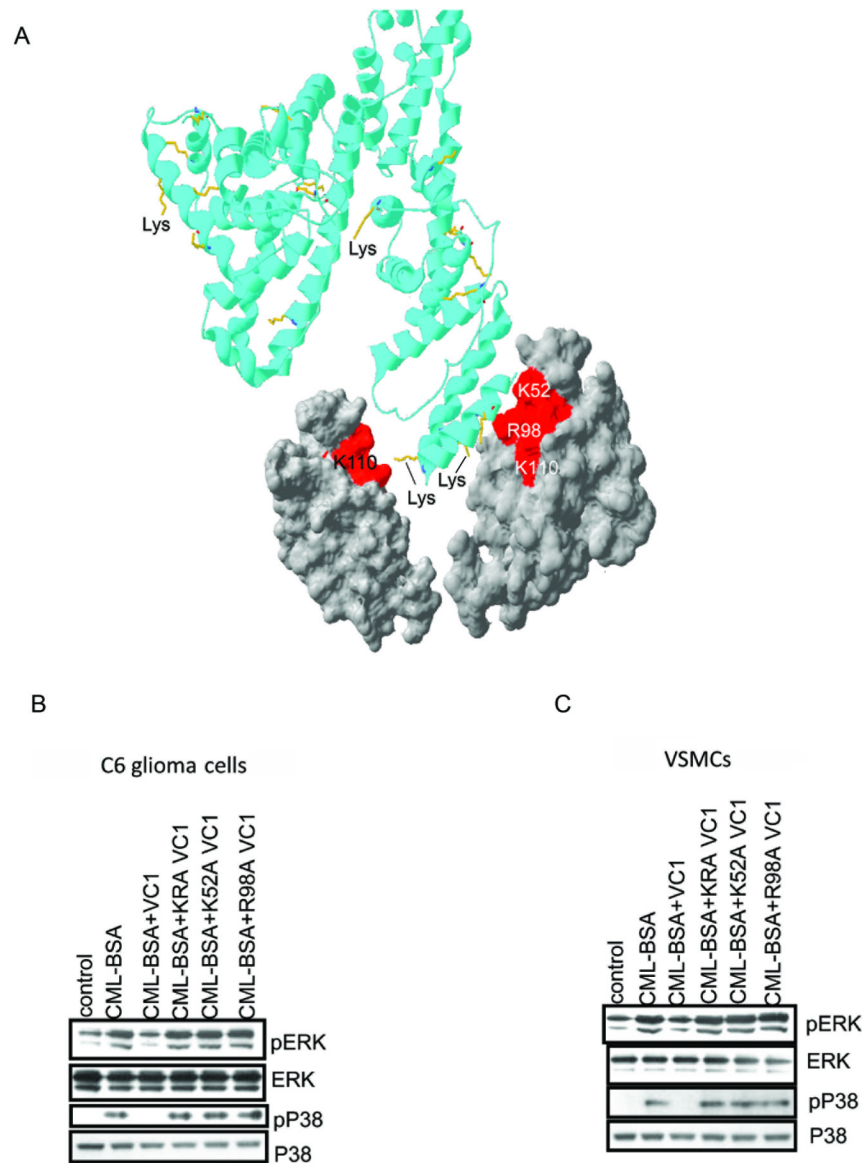 A
Lys
Lys
K52
R98
K110
K110
Lys
Lys
B
C6 glioma cells
control
CML-BSA
CML-BSA+VC1
CML-BSA+KRA VC1
CML-BSA+K52A VC1
CML-BSA+R98A VC1
pERK
ERK
pP38
P38
C
VSMCs
control
CML-BSA
CML-BSA+VC1
CML-BSA+KRA VC1
CML-BSA+K52A VC1
CML-BSA+R98A VC1
pERK
ERK
pP38
P38